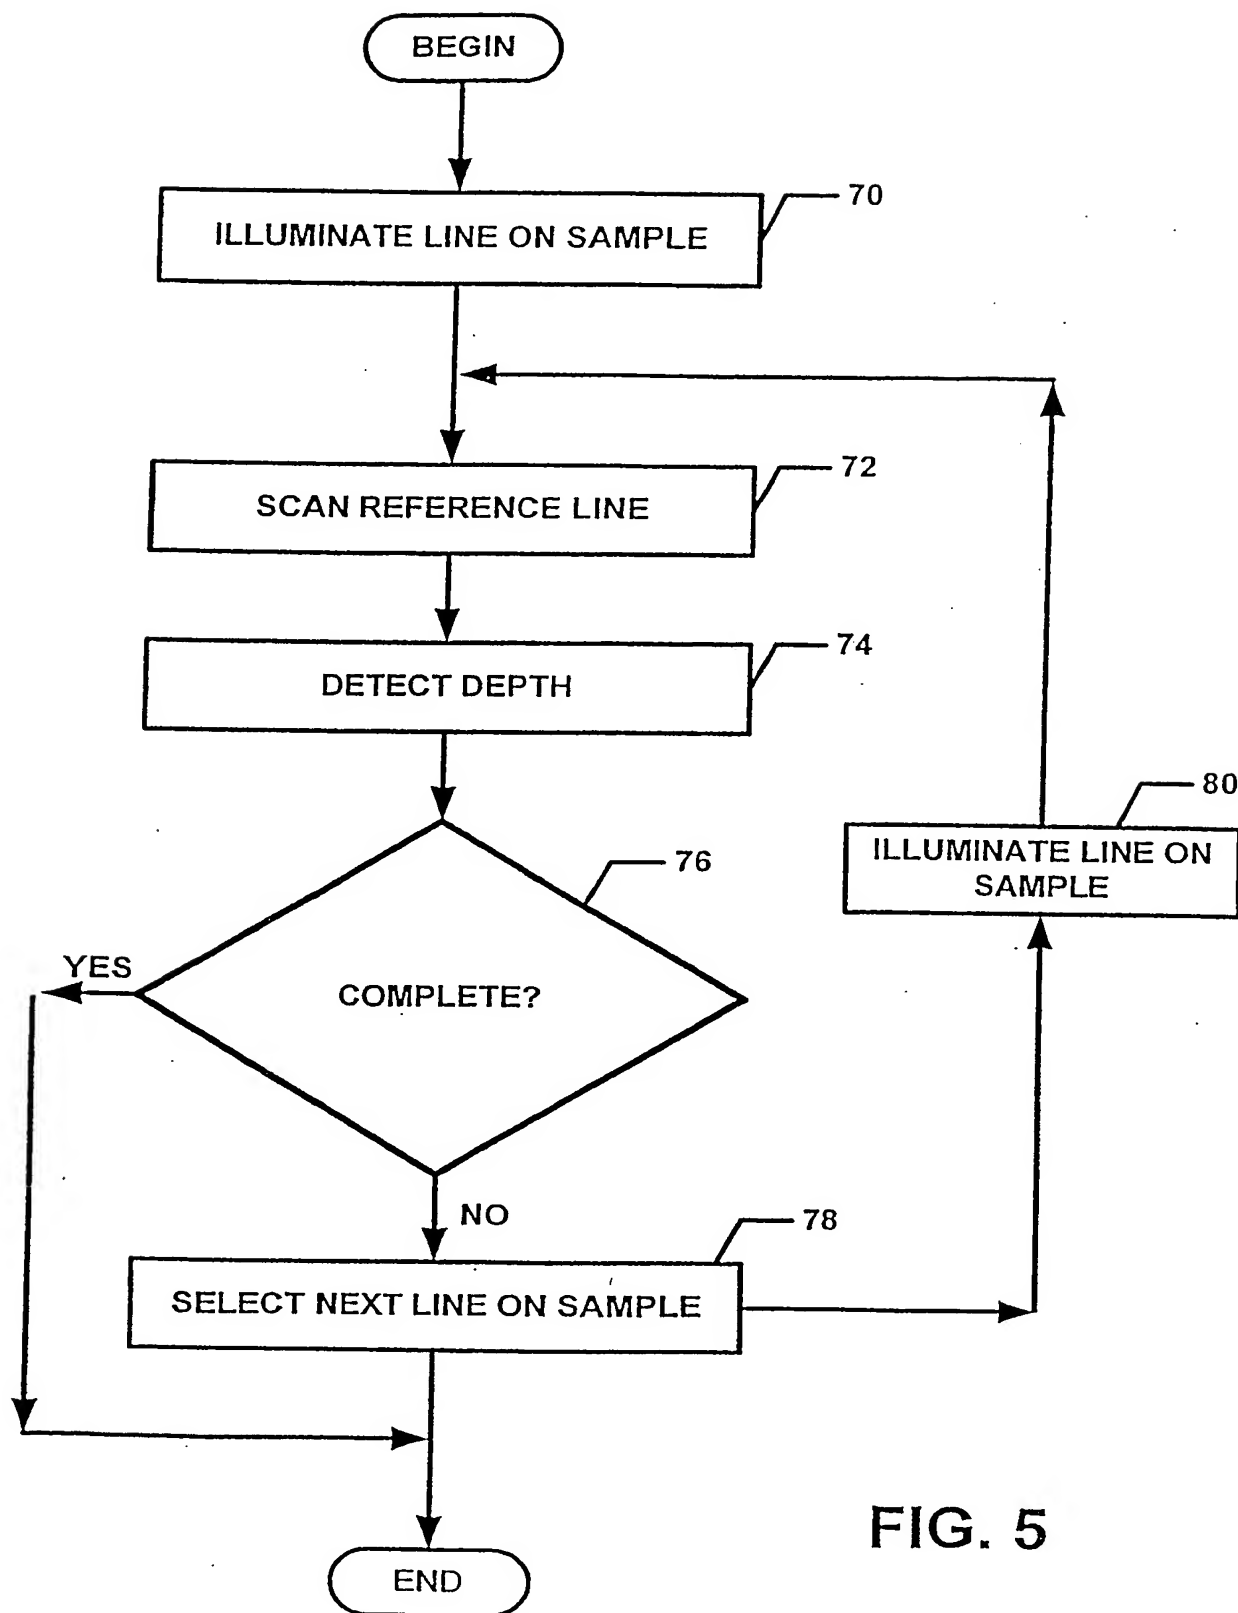 BEGIN
70
ILLUMINATE LINE ON SAMPLE
72
SCAN REFERENCE LINE
74
DETECT DEPTH
80
ILLUMINATE LINE ON
SAMPLE
76
YES
COMPLETE?
NO
78
SELECT NEXT LINE ON SAMPLE
FIG. 5
END